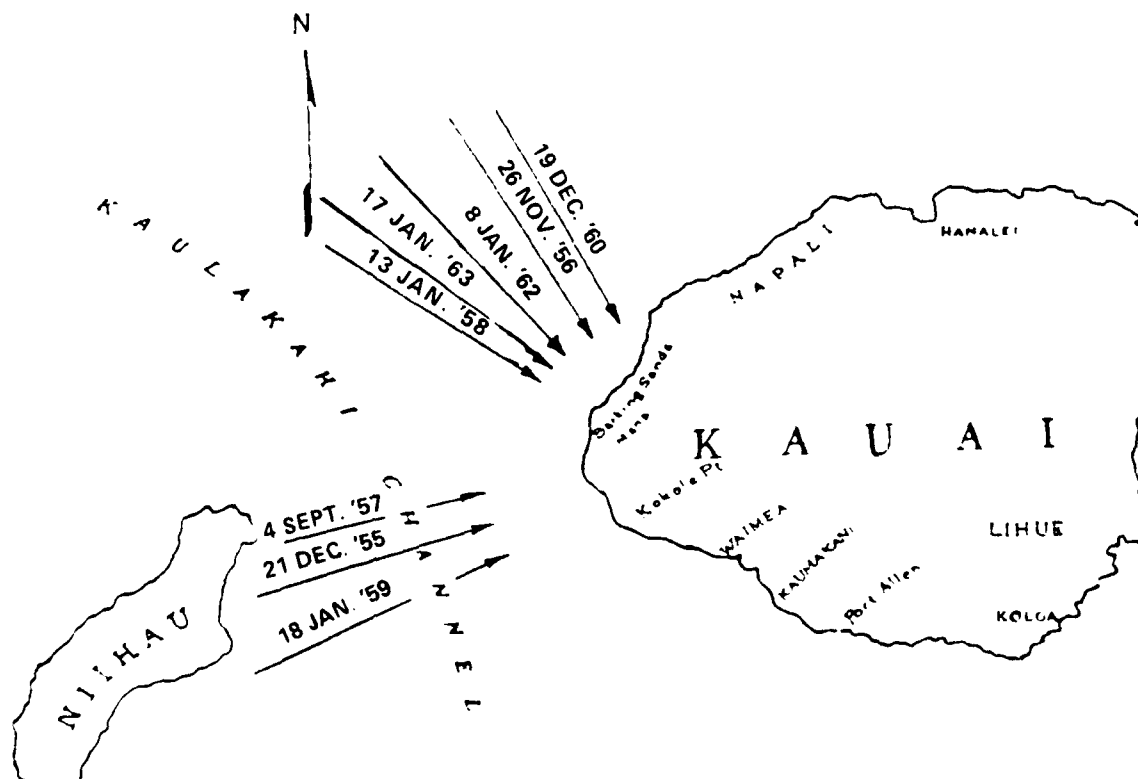 N
19 DEC. '60
26 NOV. '56
8 JAN. '62
17 JAN. '63
13 JAN. '58
KAULAKAHI
CHANNEL
HANALEI
NAPALI
Barking Sands
Mana
KAUAI
Kokole Pt
WAIMEA
KAUMAKANI
Port Allen
LIHUE
KOLOA
4 SEPT. '57
21 DEC. '55
18 JAN. '59
NIIHAU